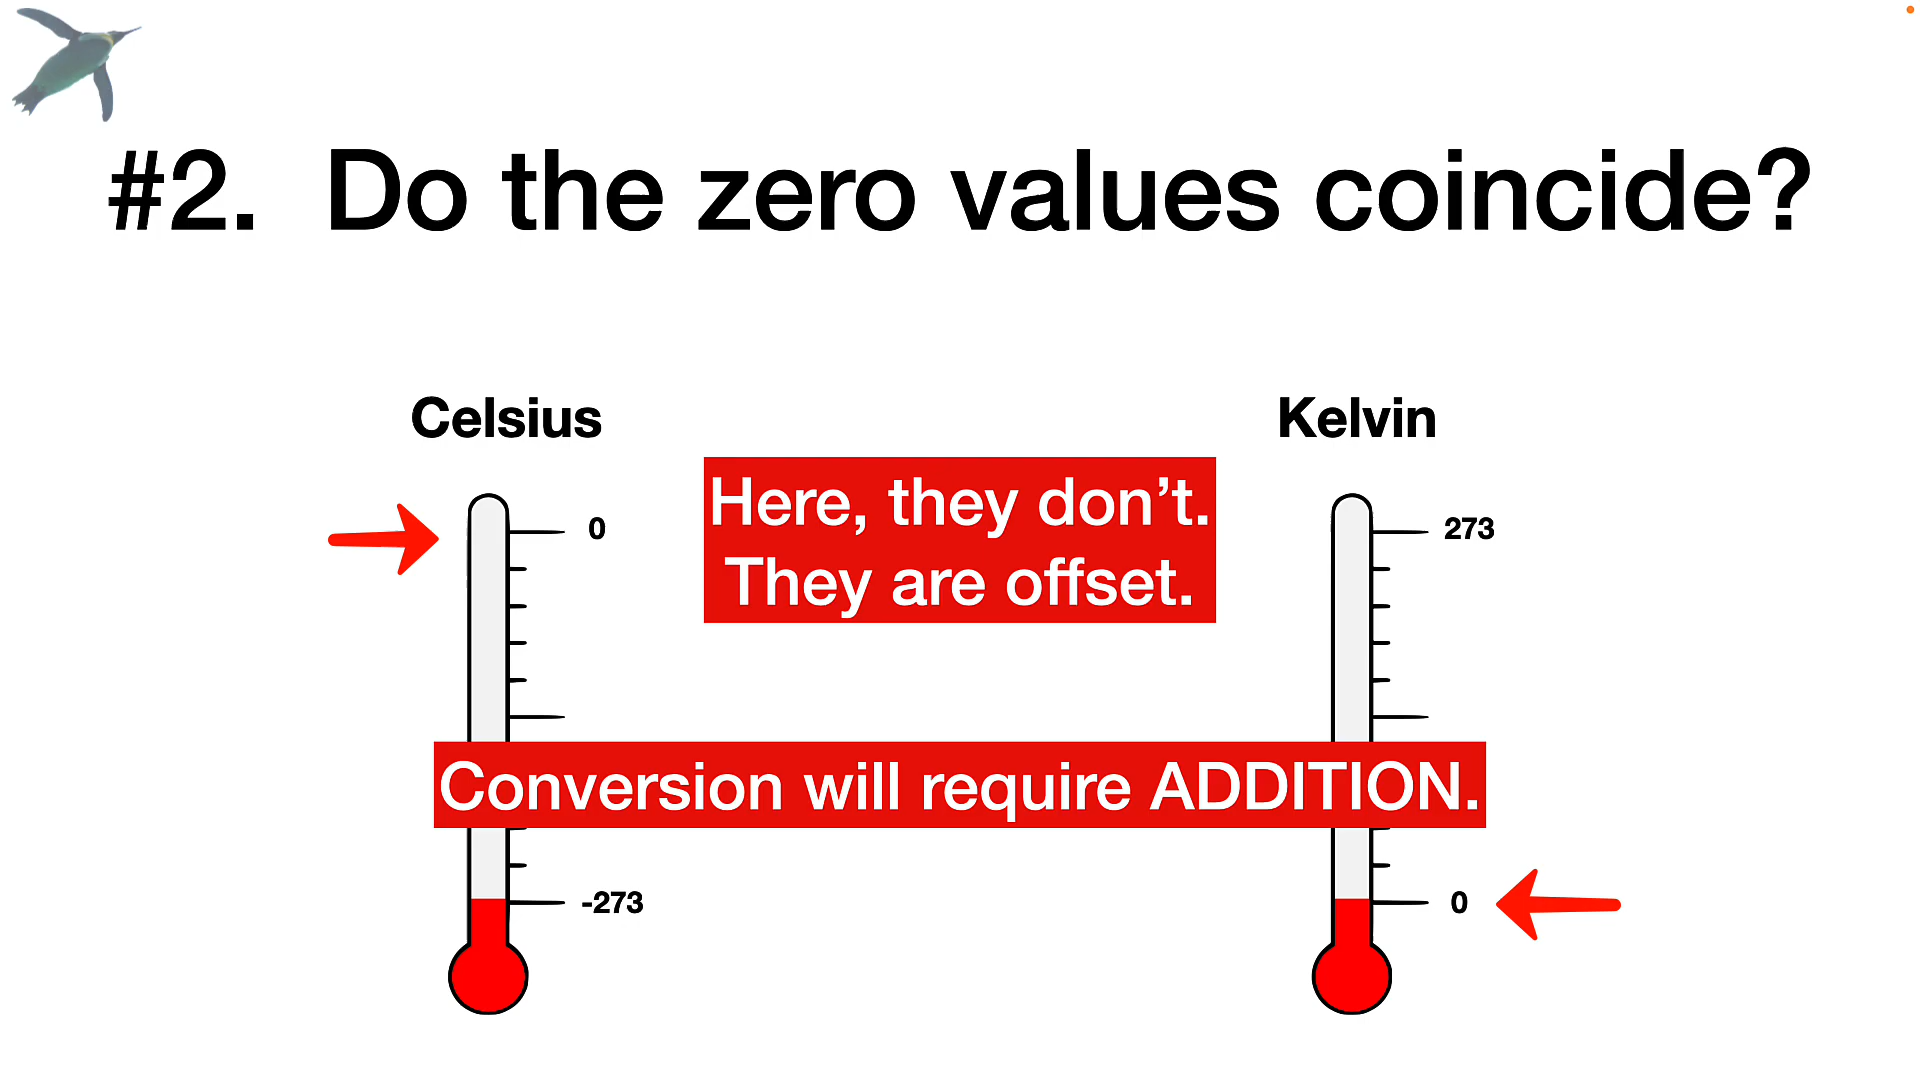 #2. Do the zero values coincide?
Celsius
Kelvin
Here, they don’t.
They are offset.
0
273
Conversion will require ADDITION.
-273
0